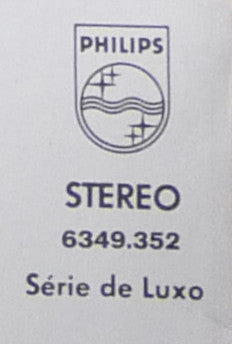 PHILIPS
STEREO
6349.352
Série de Luxo